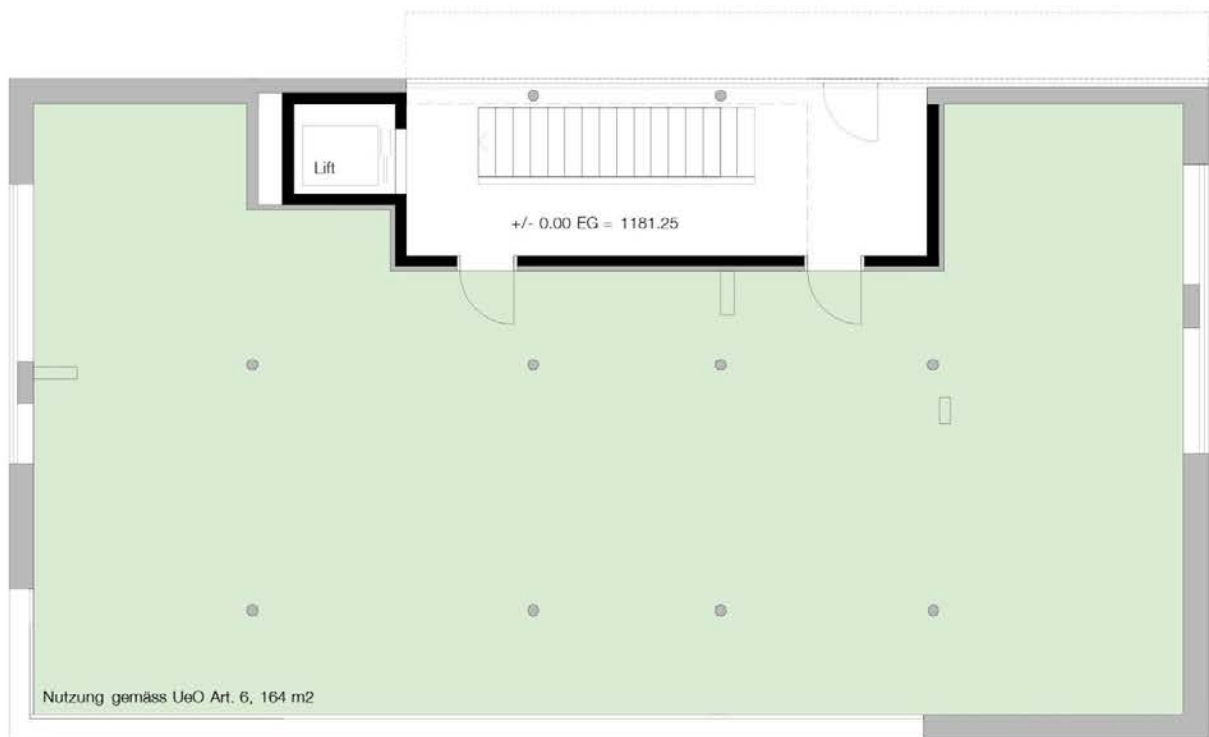 Lift
+/- 0.00 EG = 1181.25
Nutzung gemäss UeO Art. 6, 164 m2